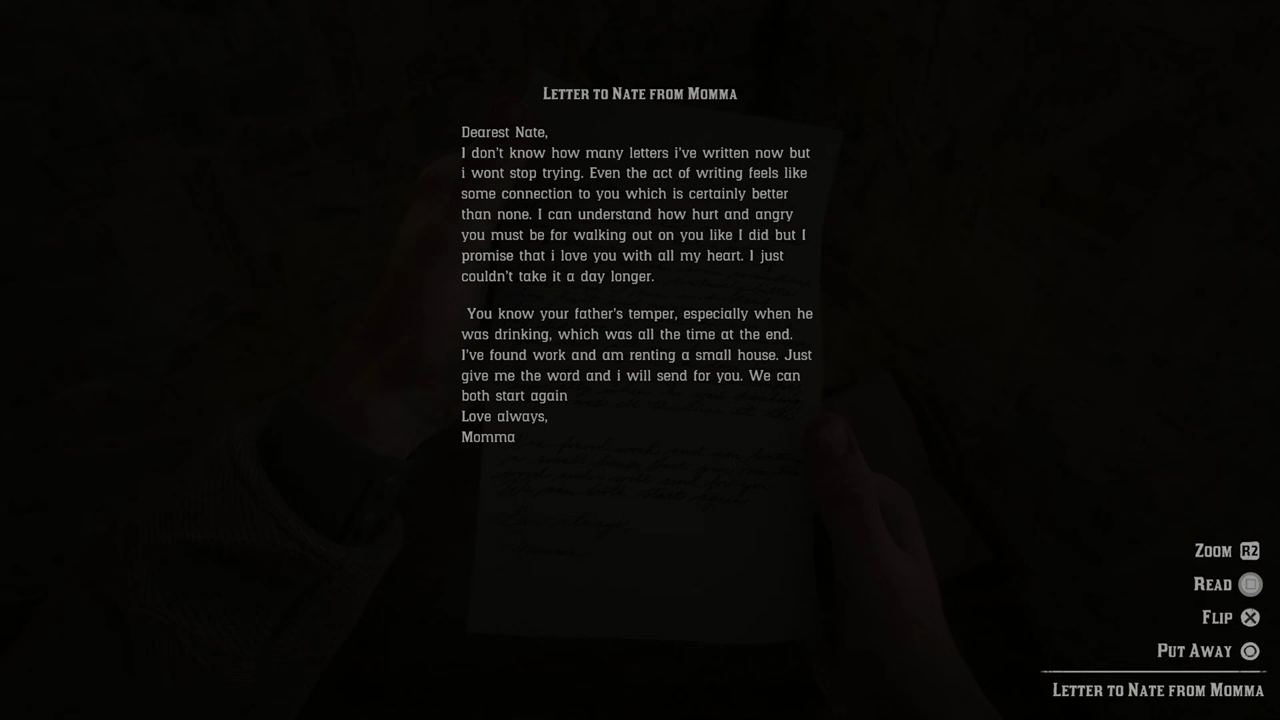 Letter to Nate from Momma
Dearest Nate,
I don't know how many letters i've written now but
i wont stop trying. Even the act of writing feels like
some connection to you which is certainly better
than none. I can understand how hurt and angry
you must be for walking out on you like I did but I
promise that i love you with all my heart. I just
couldn't take it a day longer.
You know your father's temper, especially when he
was drinking, which was all the time at the end.
I've found work and am renting a small house. Just
give me the word and i will send for you. We can
both start again
Love always,
Momma
Zoom R2
Read
Flip
Put Away
Letter to Nate from Momma